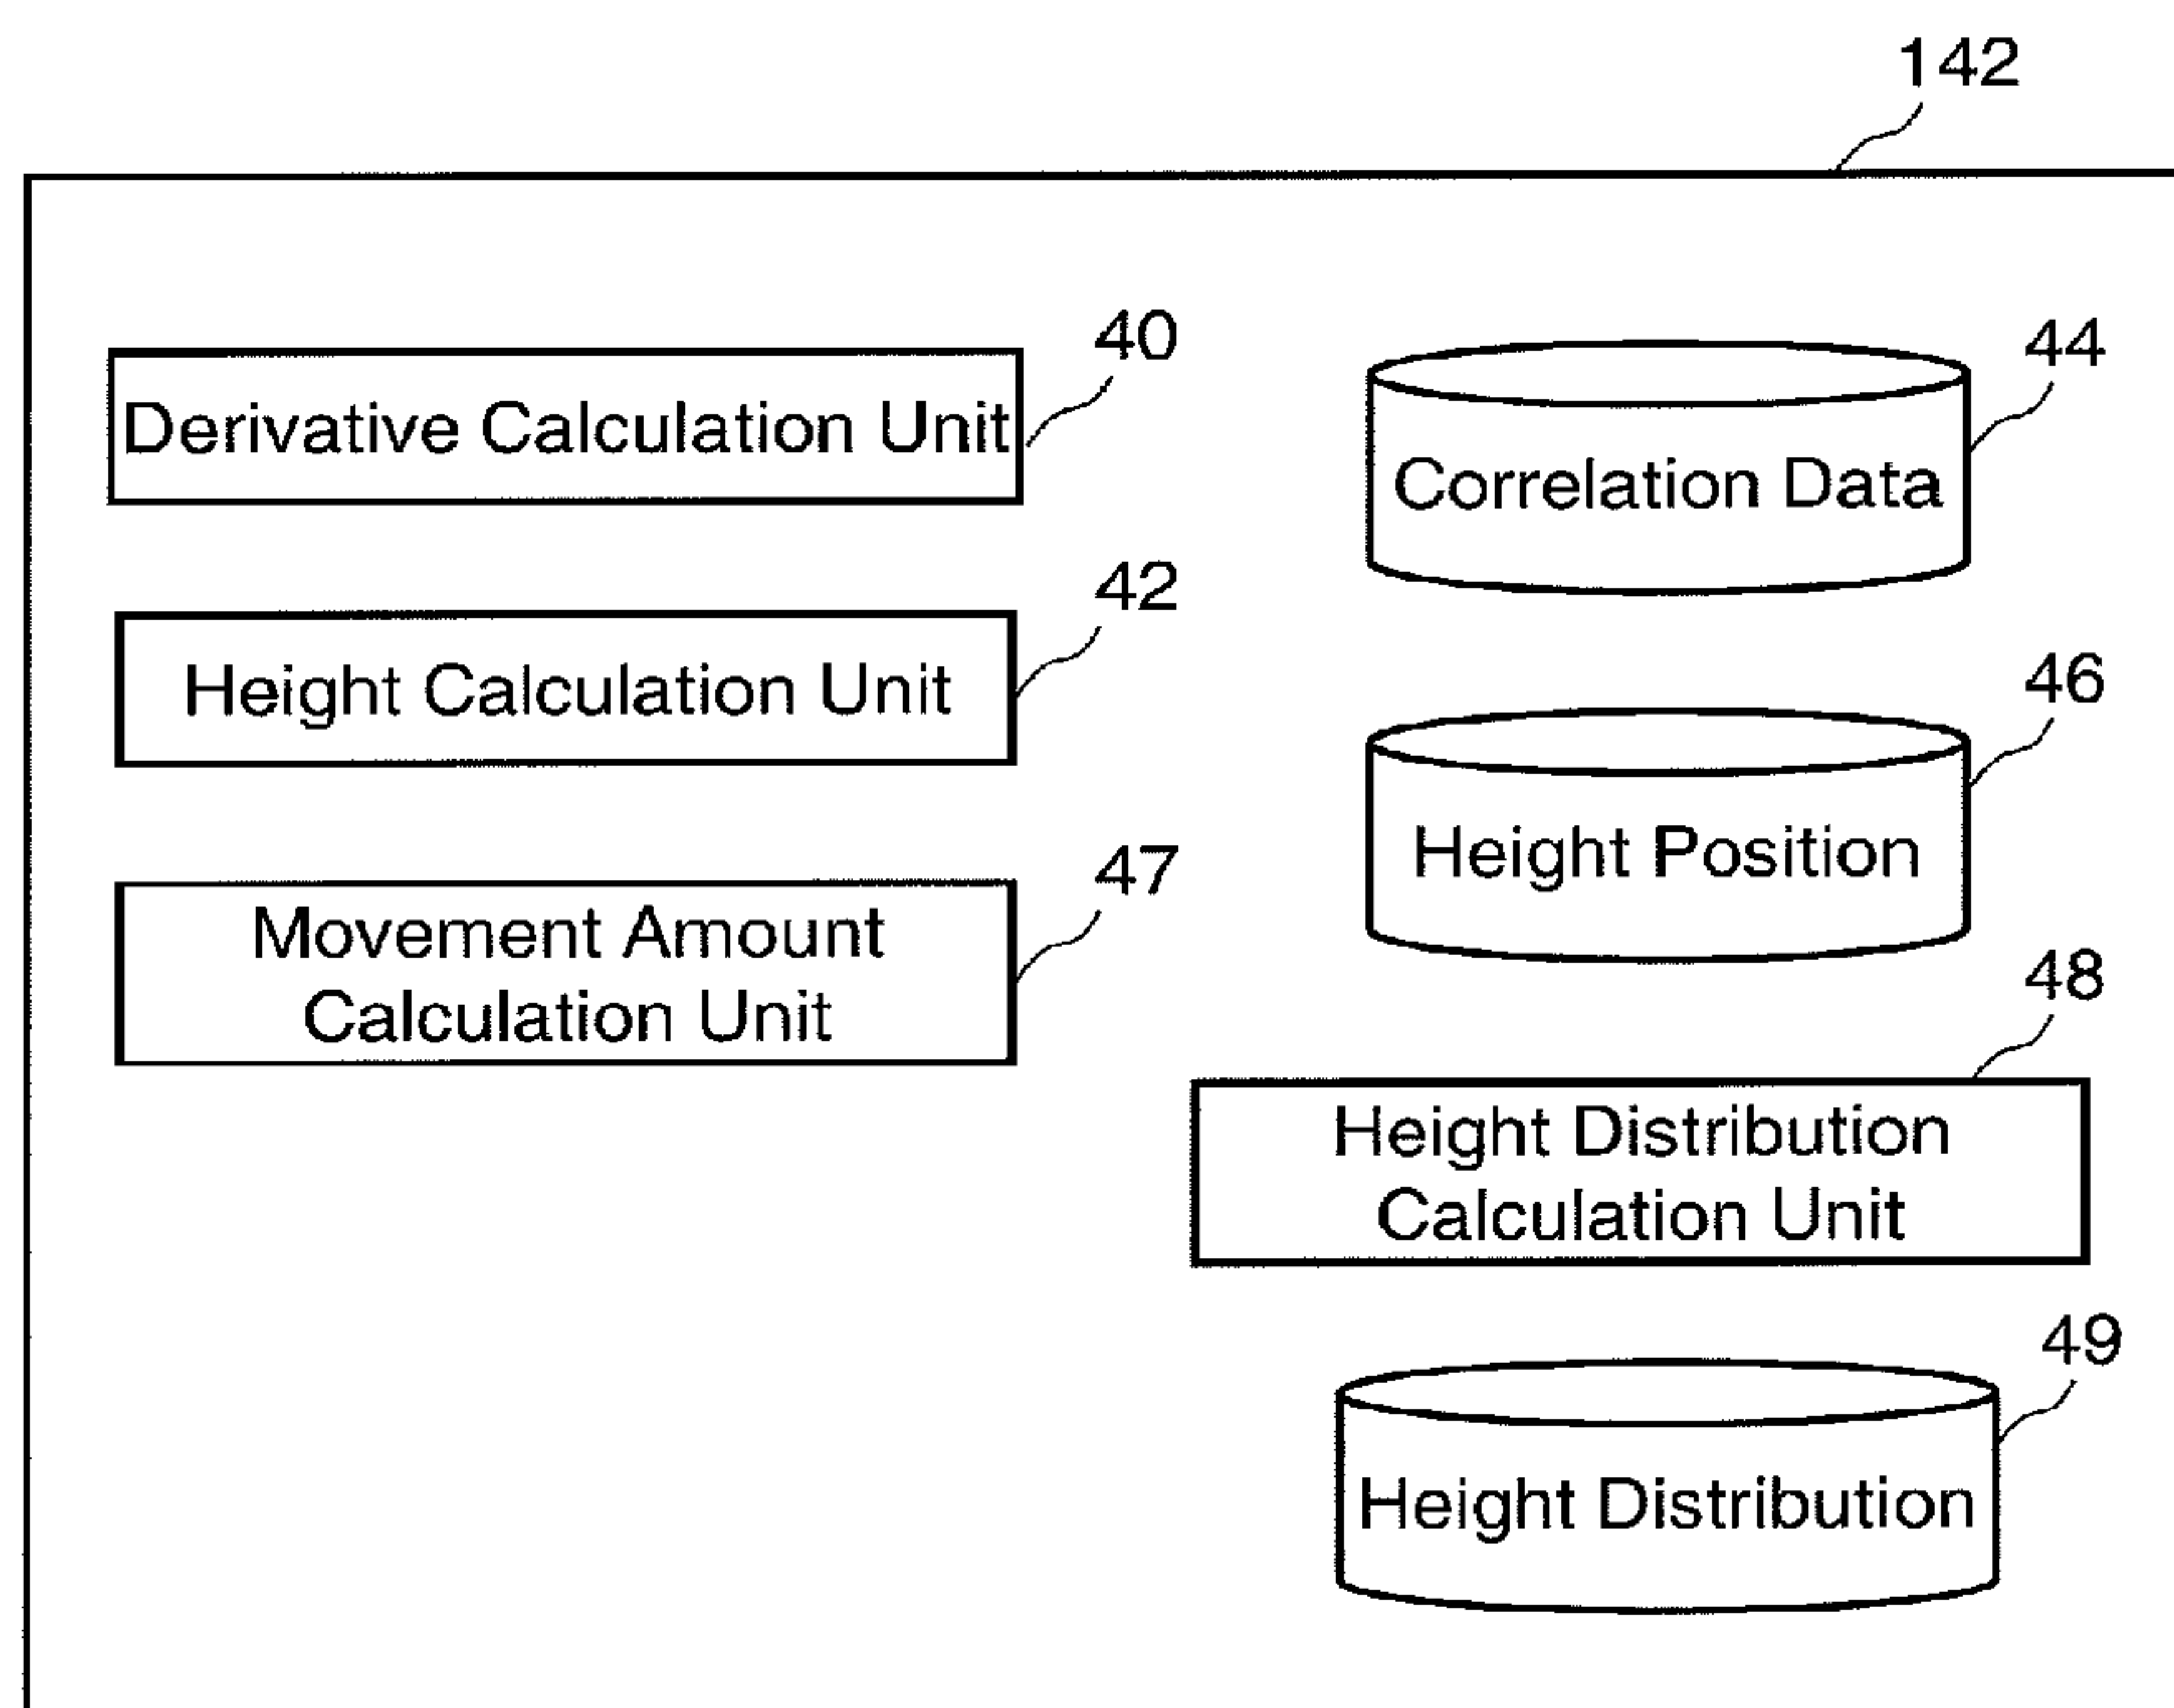 142
40
Derivative Calculation Unit
44
Correlation Data
42
Height Calculation Unit
46
Height Position
47
Movement Amount
Calculation Unit
48
Height Distribution
Calculation Unit
49
Height Distribution